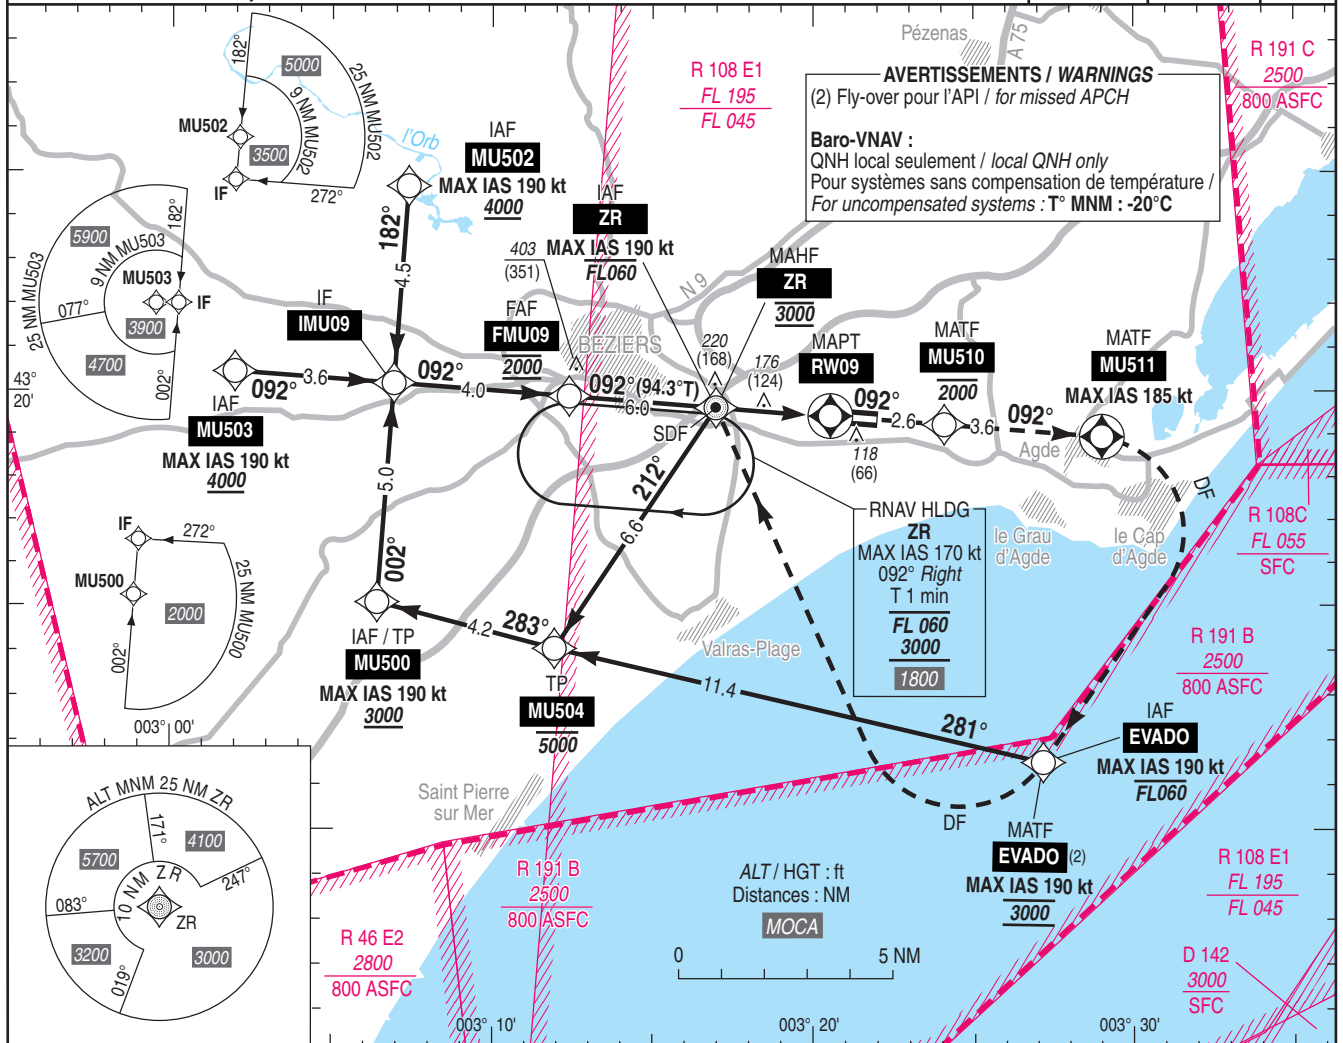 182°
5000
25 NM MU502
9 NM MU502
MU502
3500
IF
272°
l'Orb
IAF
MU502
MAX IAS 190 kt
4000
R 108 E1
FL 195
FL 045
Pézenas
A 75
AVERTISSEMENTS / WARNINGS
(2) Fly-over pour l'API / for missed APCH
Baro-VNAV :
QNH local seulement / local QNH only
Pour systèmes sans compensation de température /
For uncompensated systems : T° MNM : -20°C
R 191 C
2500
800 ASFC
5900
182°
9 NM MU503
25 NM MU503
MU503
IF
077°
3900
4700
002°
43°
20'
IAF
ZR
MAX IAS 190 kt
FL060
403
(351)
N 9
MAHF
ZR
3000
IF
IMU09
182°
4.5
FAF
FMU09
2000
BEZIERS
220
(168)
176
(124)
MAPT
RW09
MATF
MU510
2000
MATF
MU511
MAX IAS 185 kt
092°
3.6
092°
4.0
092° (94.3°T)
6.0
092°
2.6
3.6
092°
IAF
MU503
MAX IAS 190 kt
4000
SDF
118
(66)
Agde
DF
5.0
212°
6.6
002°
IF
272°
MU500
25 NM MU500
2000
002°
003° 00'
RNAV HLDG
ZR
MAX IAS 170 kt
092° Right
T 1 min
FL 060
3000
1800
le Grau
d'Agde
le Cap
d'Agde
R 108C
FL 055
SFC
IAF / TP
MU500
MAX IAS 190 kt
3000
4.2
283°
TP
MU504
5000
Valras-Plage
11.4
281°
R 191 B
2500
800 ASFC
IAF
EVADO
MAX IAS 190 kt
FL060
ALT MNM 25 NM ZR
171°
4100
5700
10 NM ZR
247°
083°
ZR
3200
3000
019°
Saint Pierre
sur Mer
DF
MATF
EVADO (2)
MAX IAS 190 kt
3000
R 191 B
2500
800 ASFC
ALT / HGT : ft
Distances : NM
MOCA
R 108 E1
FL 195
FL 045
R 46 E2
2800
800 ASFC
0
5 NM
D 142
3000
SFC
003° 10'
003° 20'
003° 30'